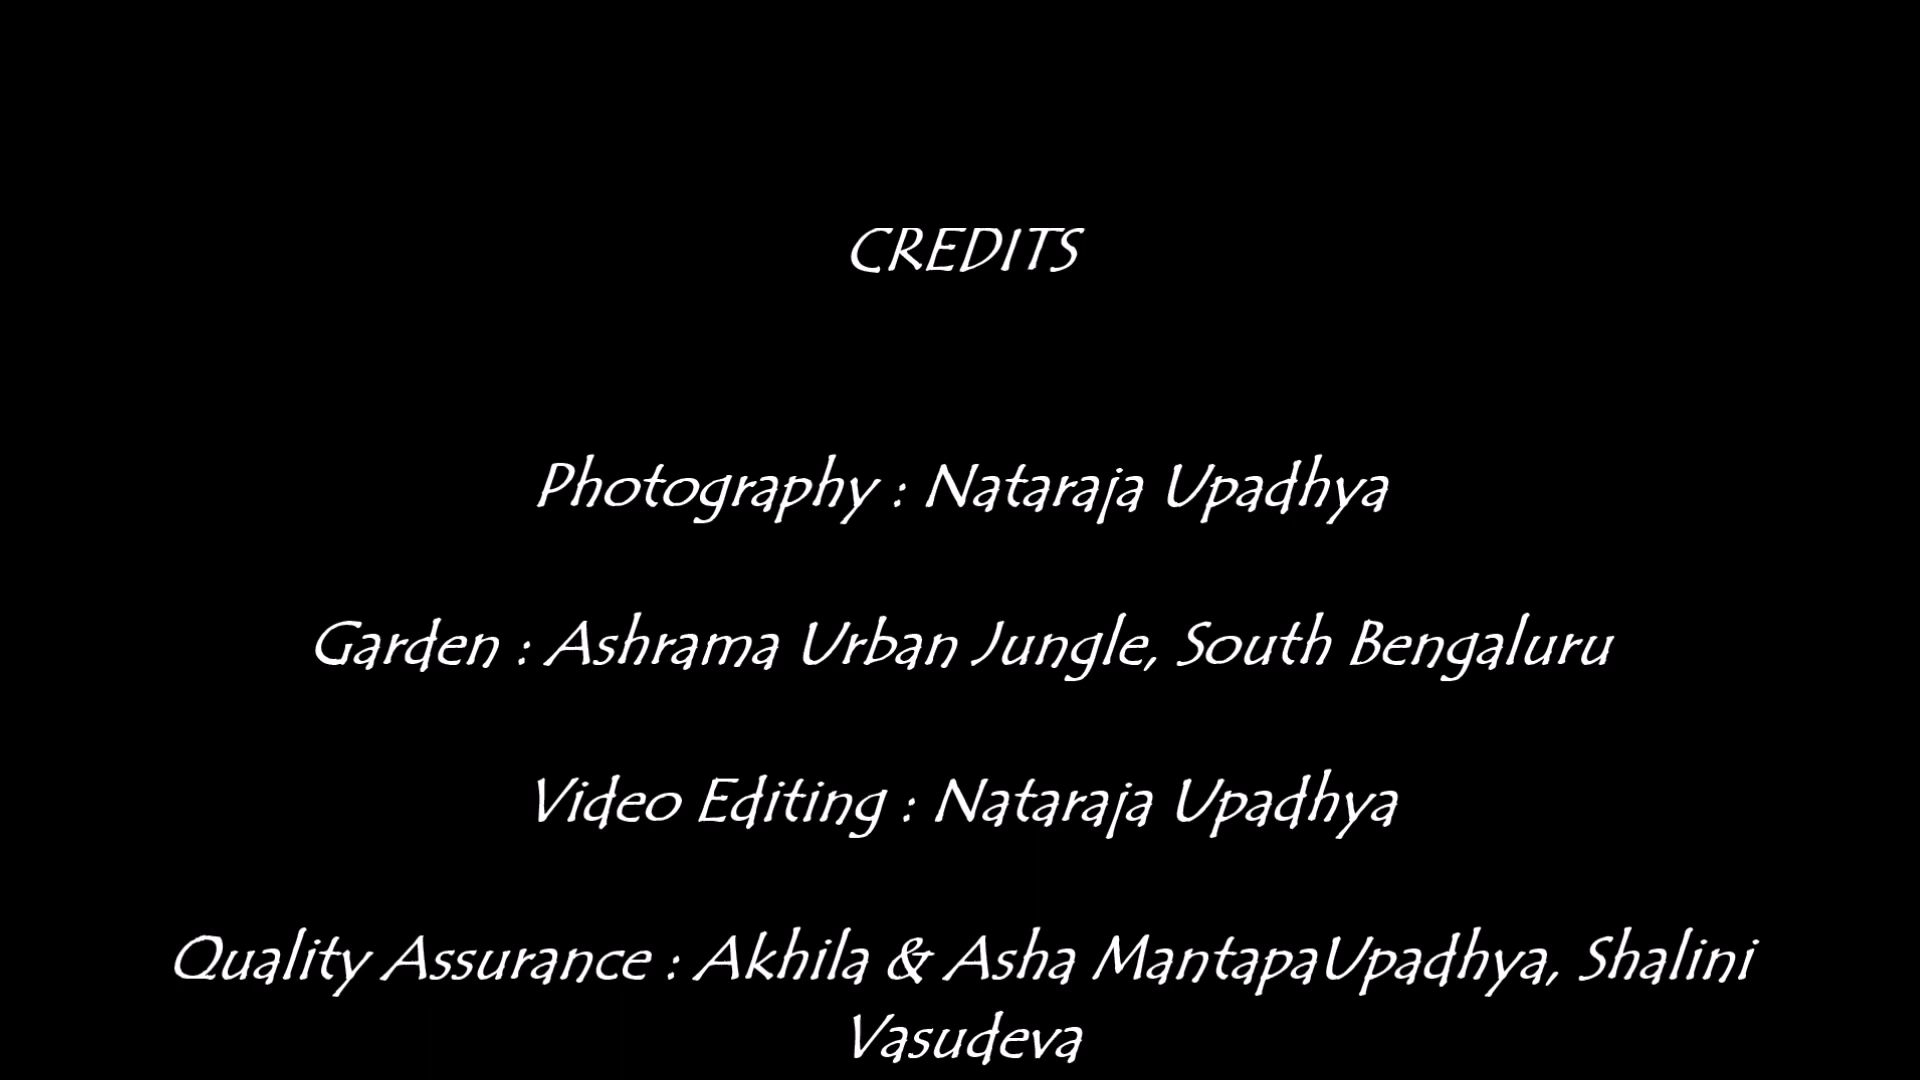 CREDITS
Photography : Nataraja Upadhya
Garden : Ashrama Urban Jungle, South Bengaluru
Video Editing : Nataraja Upadhya
Quality Assurance : Akhila & Asha MantapaUpadhya, Shalini
Vasudeva